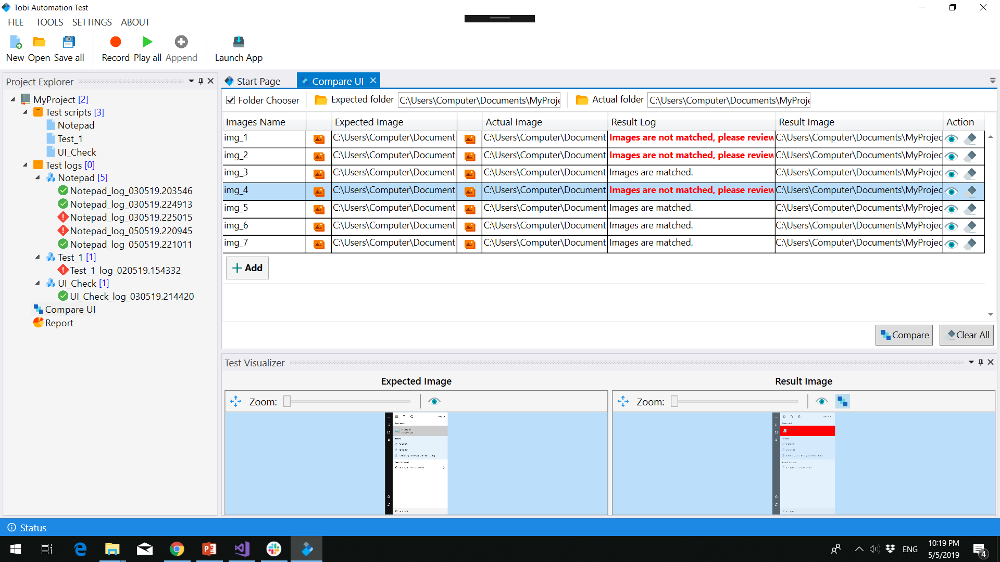 Tobi Automation Test
FILE TOOLS SETTINGS ABOUT
New Open Save all Record Play all Append Launch App
Project Explorer
MyProject [2]
Test scripts [3]
Notepad
Test_1
UI_Check
Test logs [0]
Notepad [5]
Notepad_log_030519.203546
Notepad_log_030519.224913
Notepad_log_030519.225015
Notepad_log_050519.220945
Notepad_log_050519.221011
Test_1 [1]
Test_1_log_020519.154332
UI_Check [1]
UI_Check_log_030519.214420
Compare UI
Report
Start Page Compare UI
Folder Chooser Expected folder C:\Users\Computer\Documents\MyProje Actual folder C:\Users\Computer\Documents\MyProje
Images Name Expected Image Actual Image Result Log Result Image Action
img_1 C:\Users\Computer\Document C:\Users\Computer\Document Images are not matched, please review C:\Users\Computer\Documents\MyProjec
img_2 C:\Users\Computer\Document C:\Users\Computer\Document Images are not matched, please review C:\Users\Computer\Documents\MyProjec
img_3 C:\Users\Computer\Document C:\Users\Computer\Document Images are matched. C:\Users\Computer\Documents\MyProjec
img_4 C:\Users\Computer\Document C:\Users\Computer\Document Images are not matched, please review C:\Users\Computer\Documents\MyProjec
img_5 C:\Users\Computer\Document C:\Users\Computer\Document Images are matched. C:\Users\Computer\Documents\MyProjec
img_6 C:\Users\Computer\Document C:\Users\Computer\Document Images are matched. C:\Users\Computer\Documents\MyProjec
img_7 C:\Users\Computer\Document C:\Users\Computer\Document Images are matched. C:\Users\Computer\Documents\MyProjec
Add
Compare Clear All
Test Visualizer
Expected Image Result Image
Zoom: Zoom:
Status
ENG
10:19 PM
5/5/2019
4